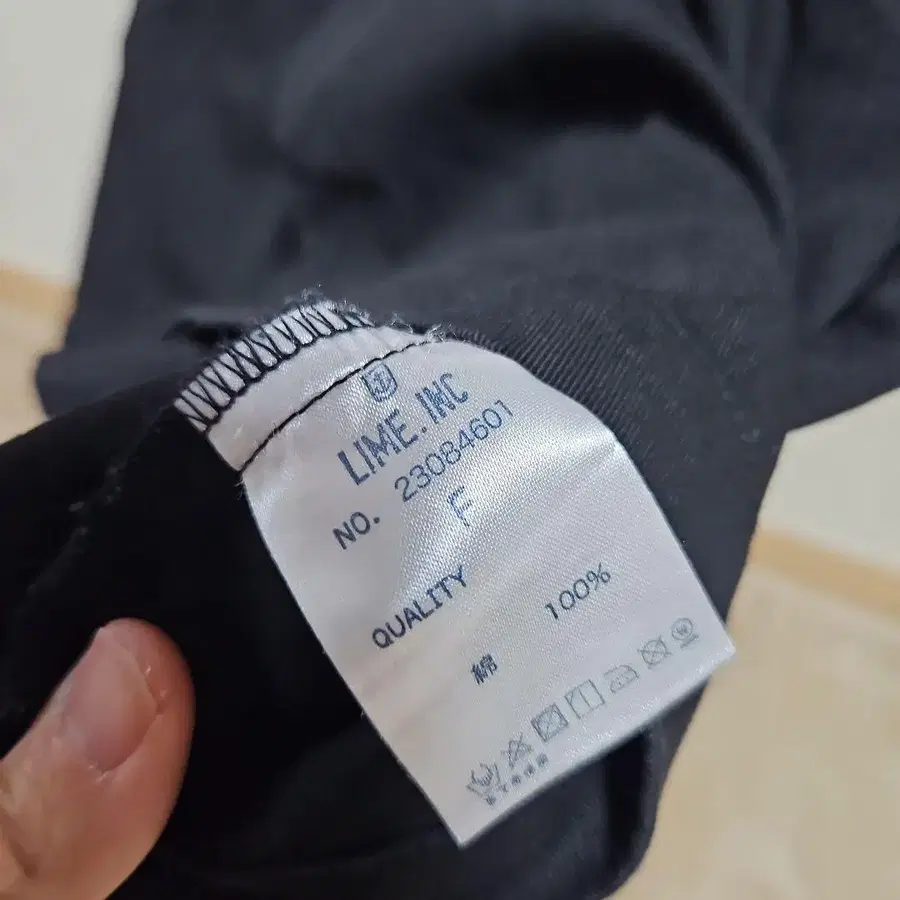 LIME.INC
NO. 23084601
F
QUALITY
綿 100%